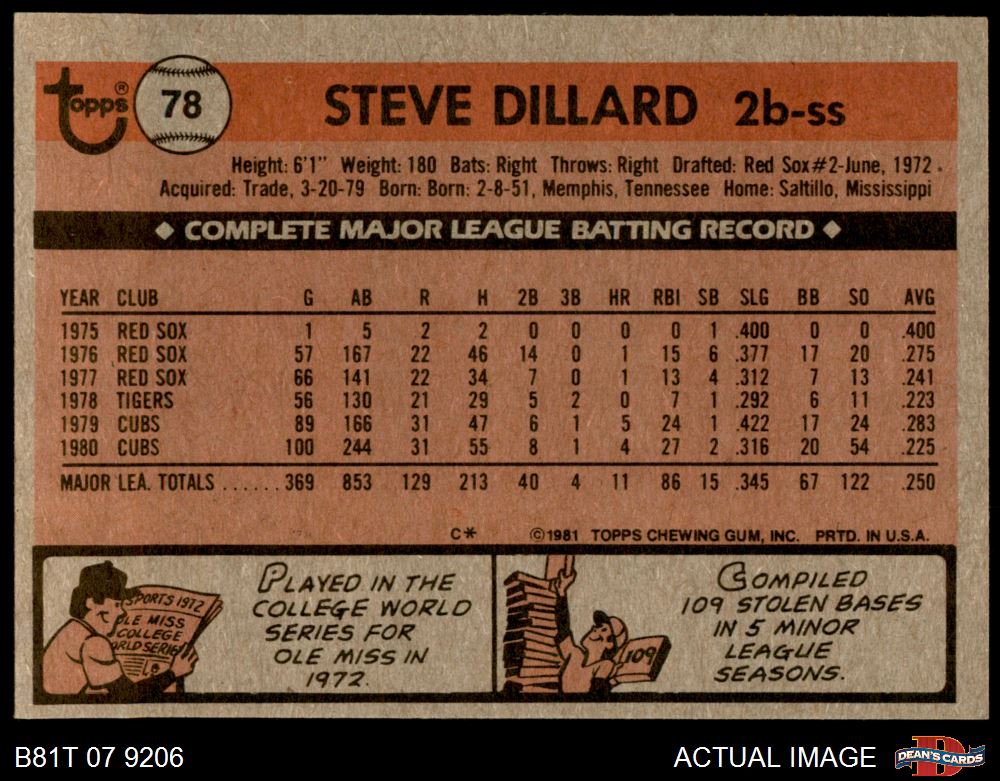 Topps® 78 STEVE DILLARD 2b-ss
Height: 6'1" Weight: 180 Bats: Right Throws: Right Drafted: Red Sox #2-June, 1972.
Acquired: Trade, 3-20-79 Born: Born: 2-8-51, Memphis, Tennessee Home: Saltillo, Mississippi
◆ COMPLETE MAJOR LEAGUE BATTING RECORD ◆
YEAR CLUB G AB R H 2B 3B HR RBI SB SLG BB SO AVG
1975 RED SOX 1 5 2 2 0 0 0 0 1 .400 0 0 .400
1976 RED SOX 57 167 22 46 14 0 1 15 6 .377 17 20 .275
1977 RED SOX 66 141 22 34 7 0 1 13 4 .312 7 13 .241
1978 TIGERS 56 130 21 29 5 2 0 7 1 .292 6 11 .223
1979 CUBS 89 166 31 47 6 1 5 24 1 .422 17 24 .283
1980 CUBS 100 244 31 55 8 1 4 27 2 .316 20 54 .225
MAJOR LEA. TOTALS ......369 853 129 213 40 4 11 86 15 .345 67 122 .250
C* ©1981 TOPPS CHEWING GUM, INC. PRTD. IN U.S.A.
SPORTS 1972
OLE MISS
COLLEGE
WORLD SERIES
PLAYED IN THE
COLLEGE WORLD
SERIES FOR
OLE MISS IN
1972.
109
COMPILED
109 STOLEN BASES
IN 5 MINOR
LEAGUE
SEASONS.
B81T 07 9206 ACTUAL IMAGE DEAN'S CARDS